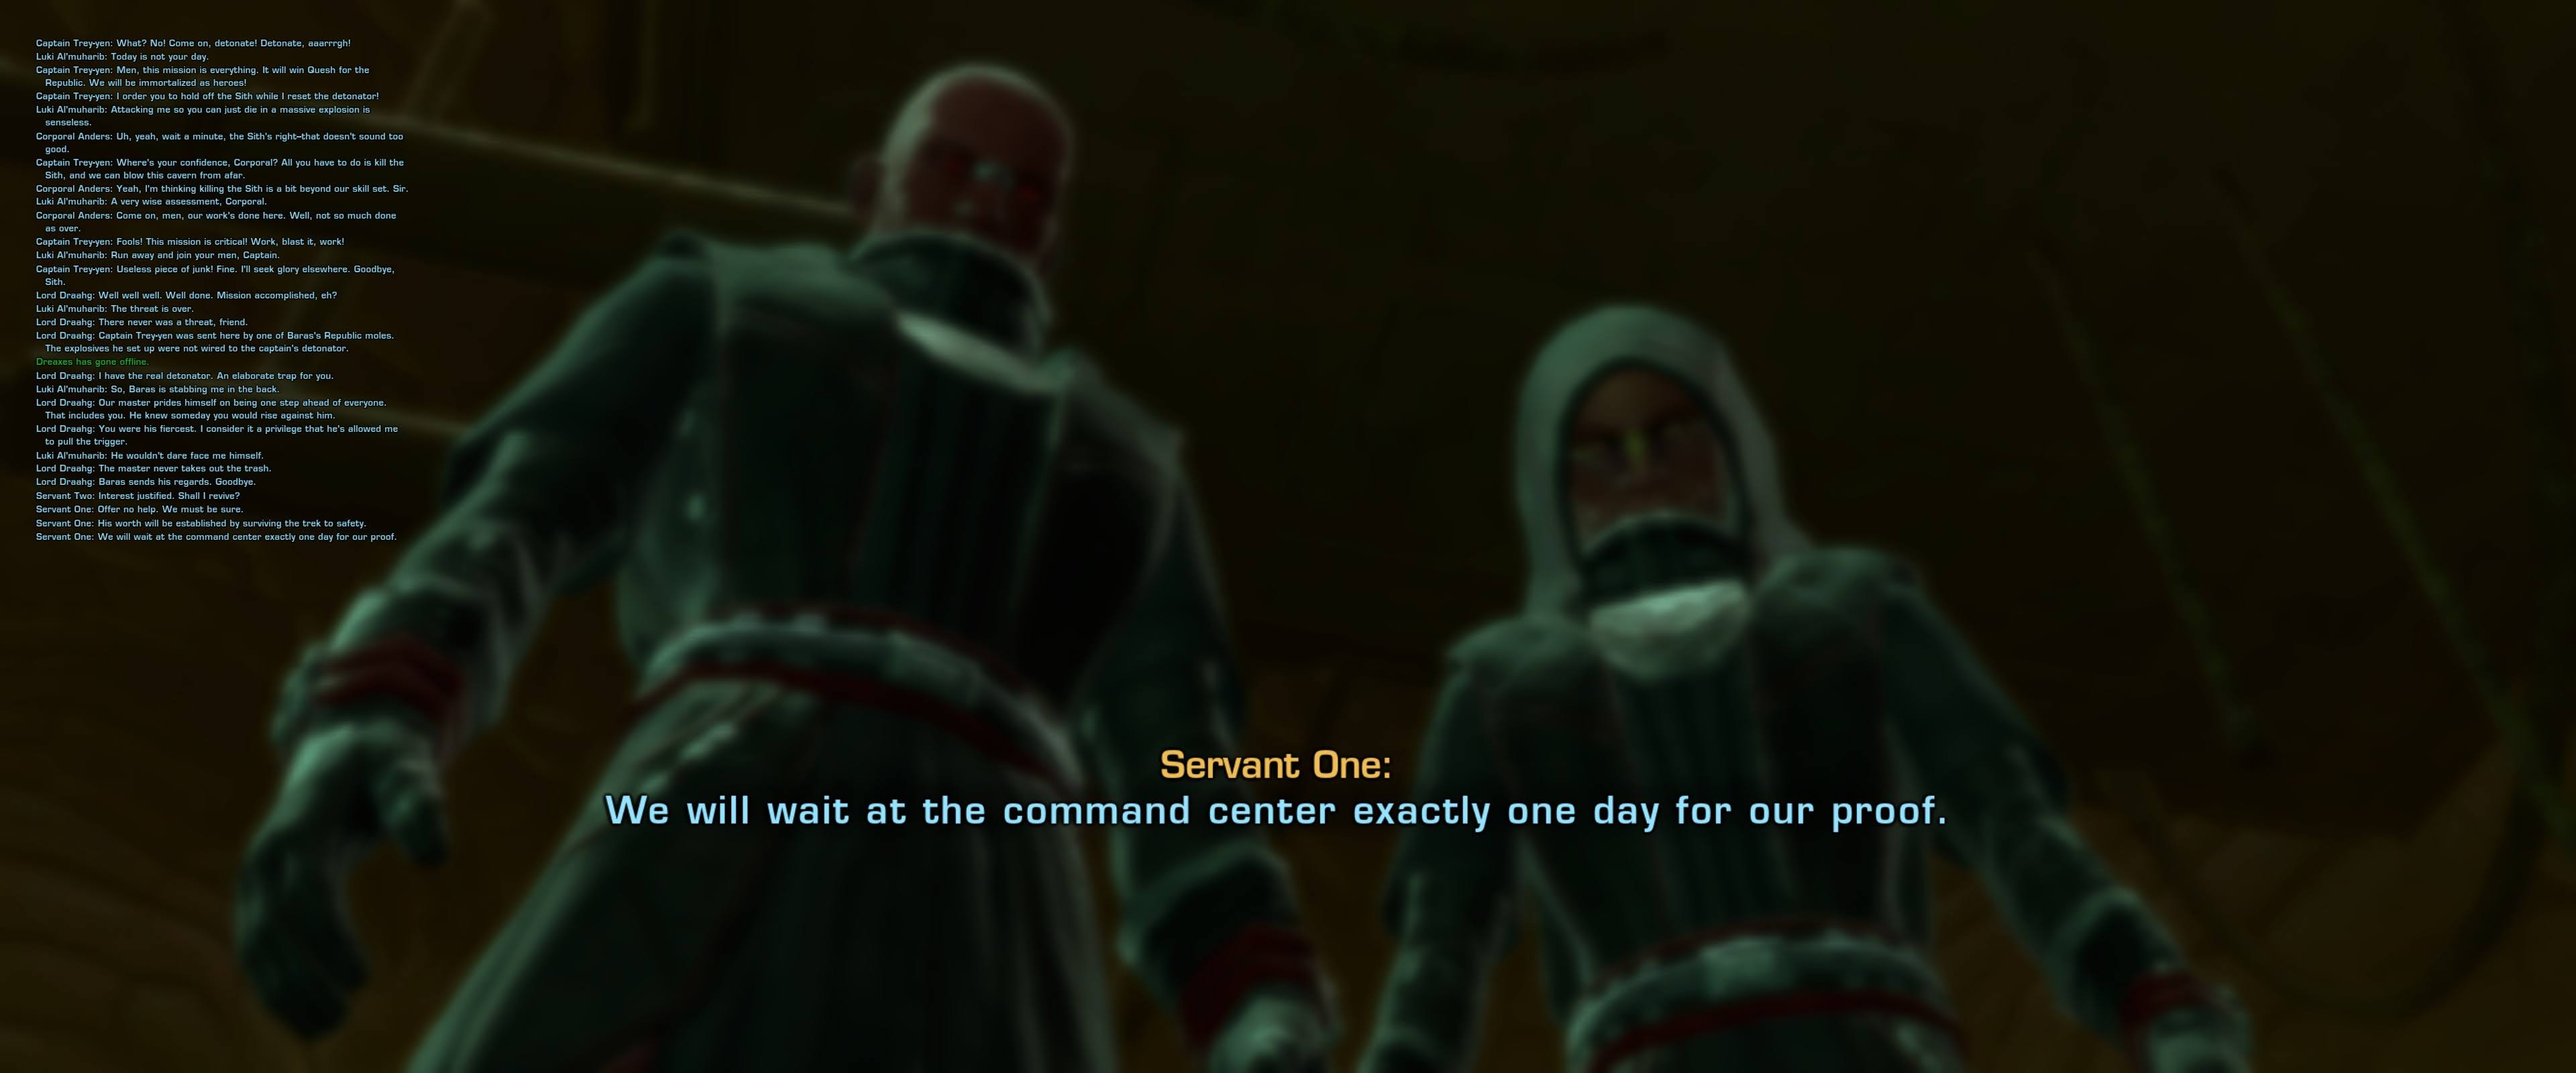 Captain Trey-yen: What? No! Come on, detonate! Detonate, aaarrrgh!
Luki Al'muharib: Today is not your day.
Captain Trey-yen: Men, this mission is everything. It will win Quesh for the
Republic. We will be immortalized as heroes!
Captain Trey-yen: I order you to hold off the Sith while I reset the detonator!
Luki Al'muharib: Attacking me so you can just die in a massive explosion is
senseless.
Corporal Anders: Uh, yeah, wait a minute, the Sith's right—that doesn't sound too
good.
Captain Trey-yen: Where's your confidence, Corporal? All you have to do is kill the
Sith, and we can blow this cavern from afar.
Corporal Anders: Yeah, I'm thinking killing the Sith is a bit beyond our skill set. Sir.
Luki Al'muharib: A very wise assessment, Corporal.
Corporal Anders: Come on, men, our work's done here. Well, not so much done
as over.
Captain Trey-yen: Fools! This mission is critical! Work, blast it, work!
Luki Al'muharib: Run away and join your men, Captain.
Captain Trey-yen: Useless piece of junk! Fine. I'll seek glory elsewhere. Goodbye,
Sith.
Lord Draahg: Well well well. Well done. Mission accomplished, eh?
Luki Al'muharib: The threat is over.
Lord Draahg: There never was a threat, friend.
Lord Draahg: Captain Trey-yen was sent here by one of Baras's Republic moles.
The explosives he set up were not wired to the captain's detonator.
Dreaxes has gone offline.
Lord Draahg: I have the real detonator. An elaborate trap for you.
Luki Al'muharib: So, Baras is stabbing me in the back.
Lord Draahg: Our master prides himself on being one step ahead of everyone.
That includes you. He knew someday you would rise against him.
Lord Draahg: You were his fiercest. I consider it a privilege that he's allowed me
to pull the trigger.
Luki Al'muharib: He wouldn't dare face me himself.
Lord Draahg: The master never takes out the trash.
Lord Draahg: Baras sends his regards. Goodbye.
Servant Two: Interest justified. Shall I revive?
Servant One: Offer no help. We must be sure.
Servant One: His worth will be established by surviving the trek to safety.
Servant One: We will wait at the command center exactly one day for our proof.
Servant One:
We will wait at the command center exactly one day for our proof.